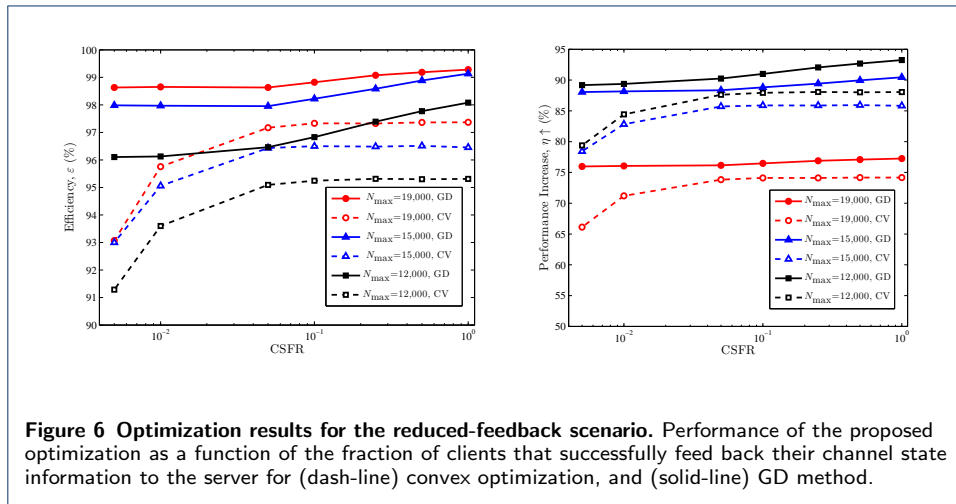 100
99
98
97
96
95
94
93
92
91
90
Efficiency, ε (%)
10⁻²
10⁻¹
10⁰
CSFR
N_max=19,000, GD
N_max=19,000, CV
N_max=15,000, GD
N_max=15,000, CV
N_max=12,000, GD
N_max=12,000, CV
95
90
85
80
75
70
65
60
55
50
Performance Increase, η ↑ (%)
10⁻²
10⁻¹
10⁰
CSFR
N_max=19,000, GD
N_max=19,000, CV
N_max=15,000, GD
N_max=15,000, CV
N_max=12,000, GD
N_max=12,000, CV
Figure 6 Optimization results for the reduced-feedback scenario. Performance of the proposed
optimization as a function of the fraction of clients that successfully feed back their channel state
information to the server for (dash-line) convex optimization, and (solid-line) GD method.